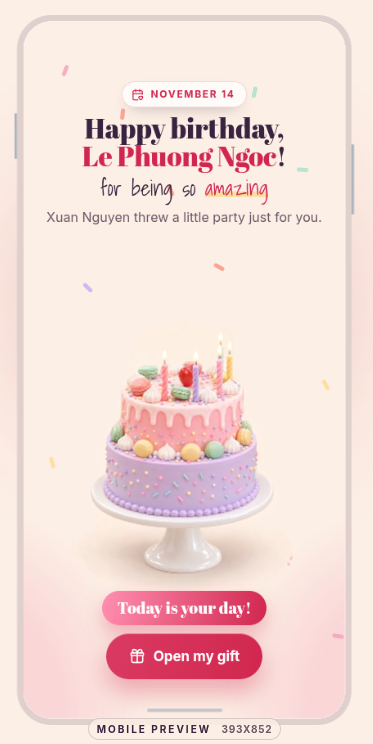 NOVEMBER 14
Happy birthday,
Le Phuong Ngoc!
for being so amazing
Xuan Nguyen threw a little party just for you.
Today is your day!
Open my gift
MOBILE PREVIEW 393X852